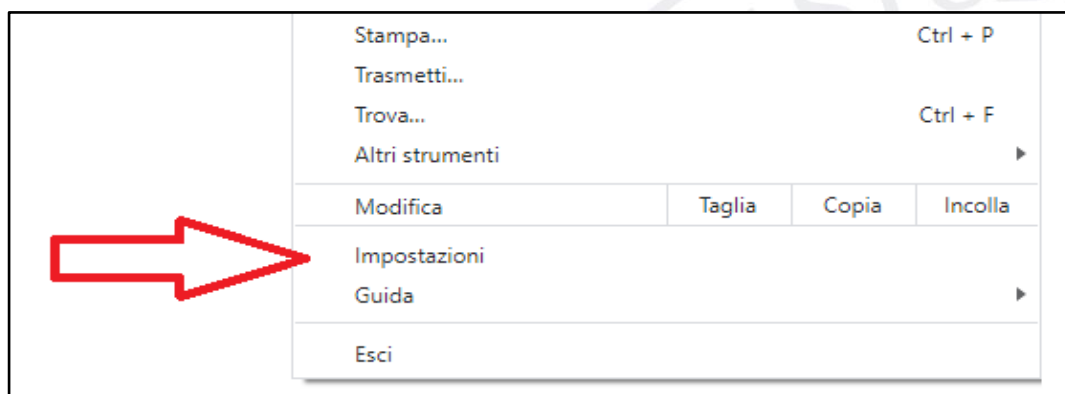 Stampa... Ctrl + P
Trasmetti...
Trova... Ctrl + F
Altri strumenti
Modifica Taglia Copia Incolla
Impostazioni
Guida
Esci